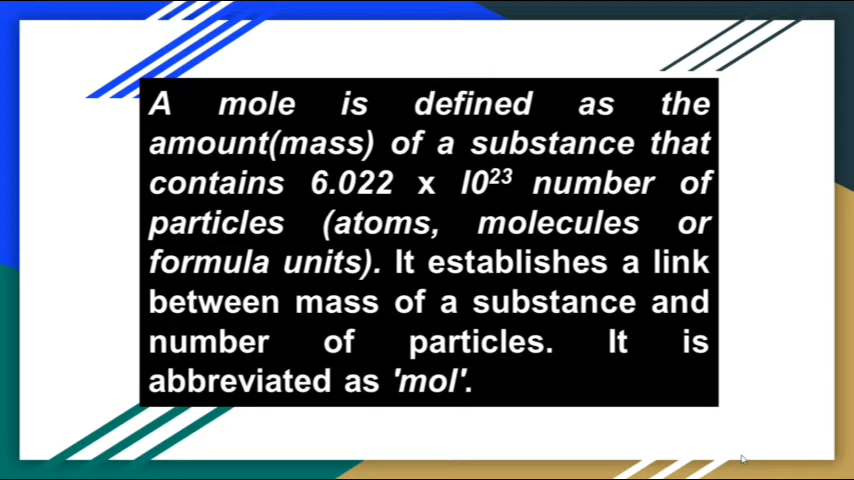 A mole is defined as the
amount(mass) of a substance that
contains 6.022 x I0²³ number of
particles (atoms, molecules or
formula units). It establishes a link
between mass of a substance and
number of particles. It is
abbreviated as 'mol'.